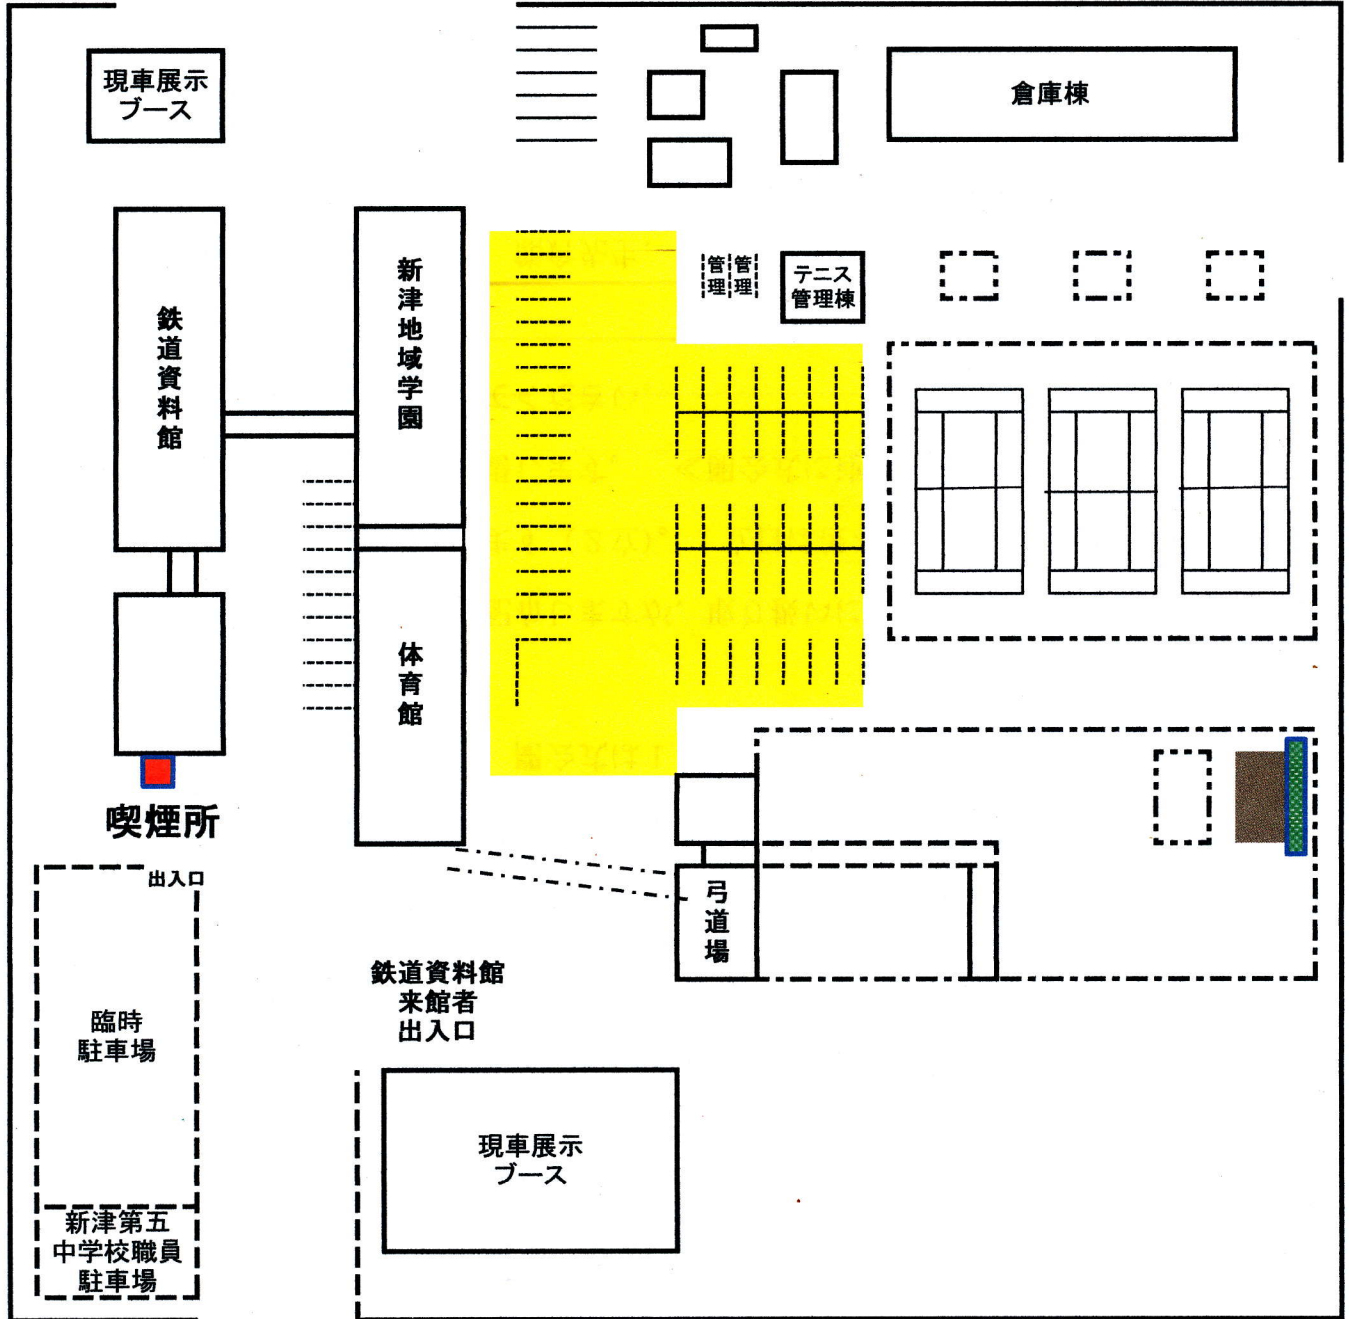 現車展示
ブース
倉庫棟
鉄道資料館
新津地域学園
管理
管理
テニス
管理棟
体育館
喫煙所
出入口
弓道場
鉄道資料館
来館者
出入口
臨時
駐車場
現車展示
ブース
新津第五
中学校職員
駐車場